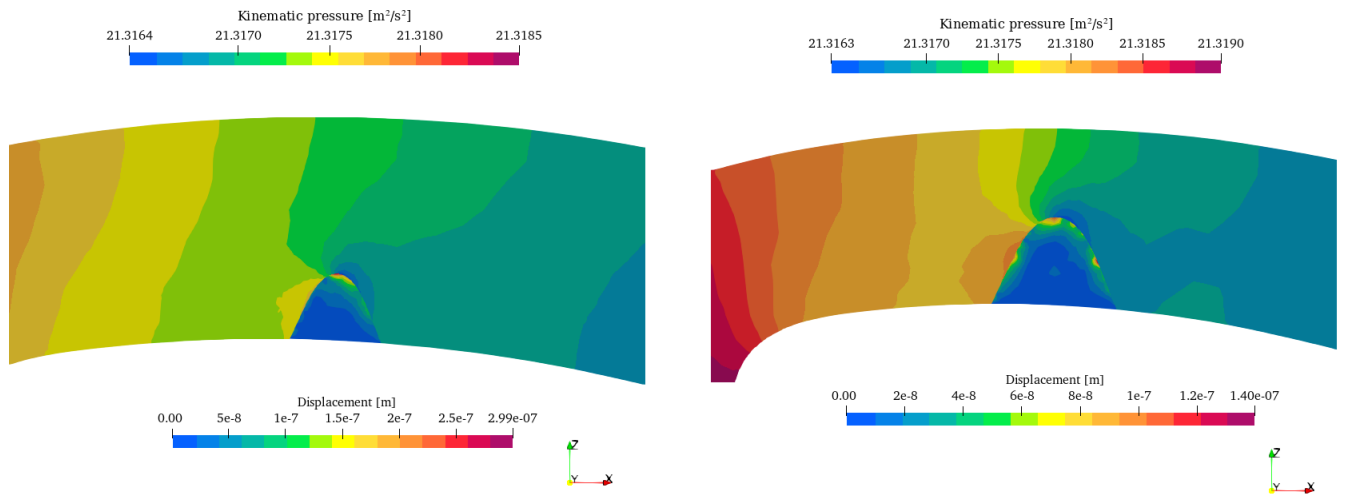 Kinematic pressure [m²/s²]
21.3164 21.3170 21.3175 21.3180 21.3185
Displacement [m]
0.00 5e-8 1e-7 1.5e-7 2e-7 2.5e-7 2.99e-07
Z
Y X
Kinematic pressure [m²/s²]
21.3163 21.3170 21.3175 21.3180 21.3185 21.3190
Displacement [m]
0.00 2e-8 4e-8 6e-8 8e-8 1e-7 1.2e-7 1.40e-07
Z
Y X